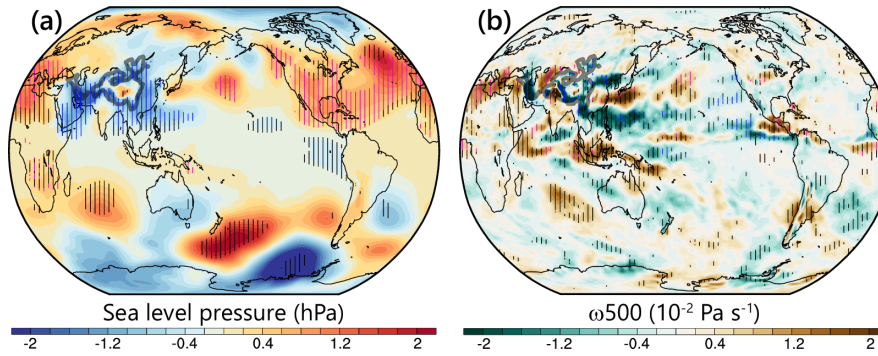 (a)
(b)
Sea level pressure (hPa)
ω500 (10⁻² Pa s⁻¹)
-2 -1.2 -0.4 0.4 1.2 2
-2 -1.2 -0.4 0.4 1.2 2